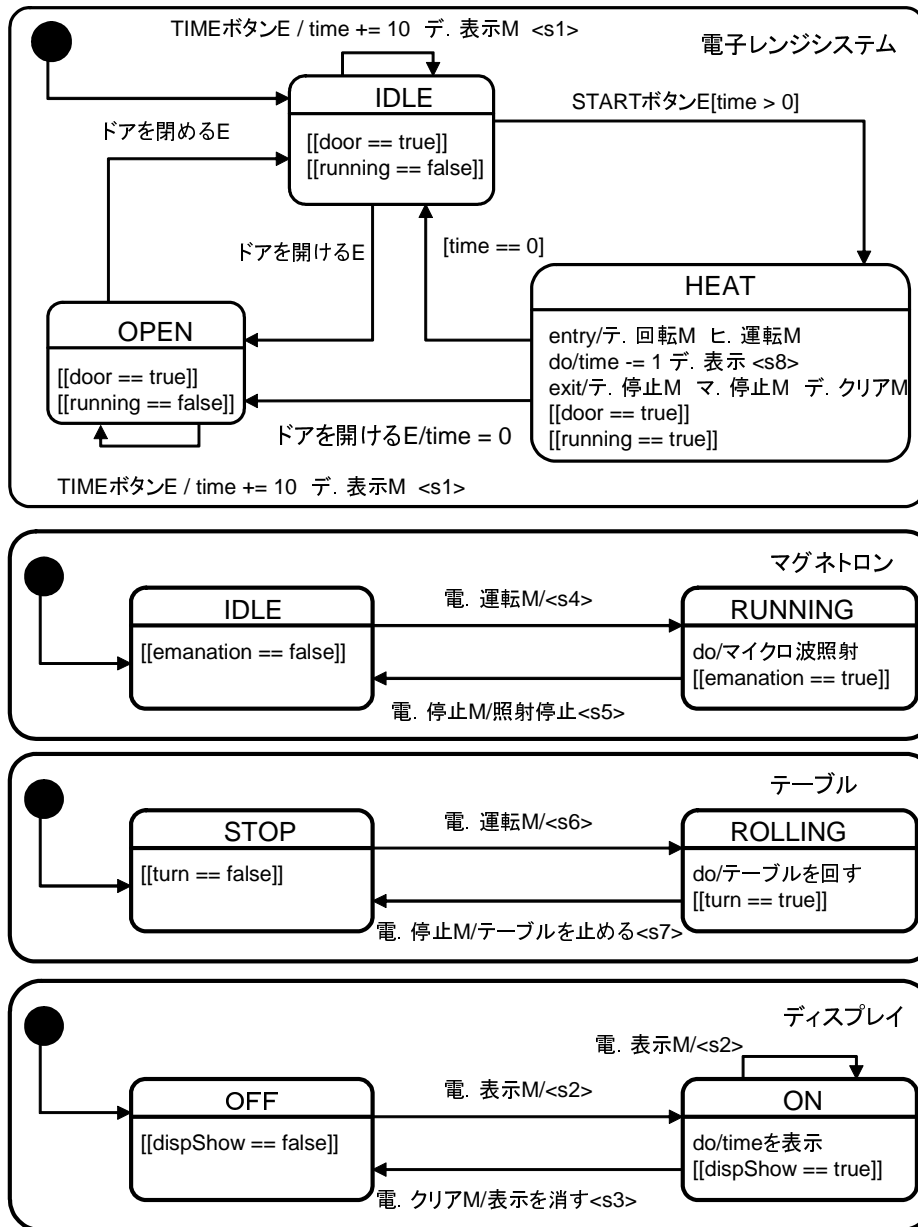 TIMEボタンE / time += 10 デ. 表示M <s1>
電子レンジシステム
IDLE
[[door == true]]
[[running == false]]
STARTボタンE[time > 0]
ドアを閉めるE
ドアを開けるE
[time == 0]
HEAT
entry/テ. 回転M ヒ. 運転M
do/time -= 1 デ. 表示 <s8>
exit/テ. 停止M マ. 停止M デ. クリアM
[[door == true]]
[[running == true]]
OPEN
[[door == true]]
[[running == false]]
ドアを開けるE/time = 0
TIMEボタンE / time += 10 デ. 表示M <s1>
マグネトロン
IDLE
[[emanation == false]]
電. 運転M/<s4>
RUNNING
do/マイクロ波照射
[[emanation == true]]
電. 停止M/照射停止<s5>
テーブル
STOP
[[turn == false]]
電. 運転M/<s6>
ROLLING
do/テーブルを回す
[[turn == true]]
電. 停止M/テーブルを止める<s7>
ディスプレイ
電. 表示M/<s2>
OFF
[[dispShow == false]]
電. 表示M/<s2>
ON
do/timeを表示
[[dispShow == true]]
電. クリアM/表示を消す<s3>